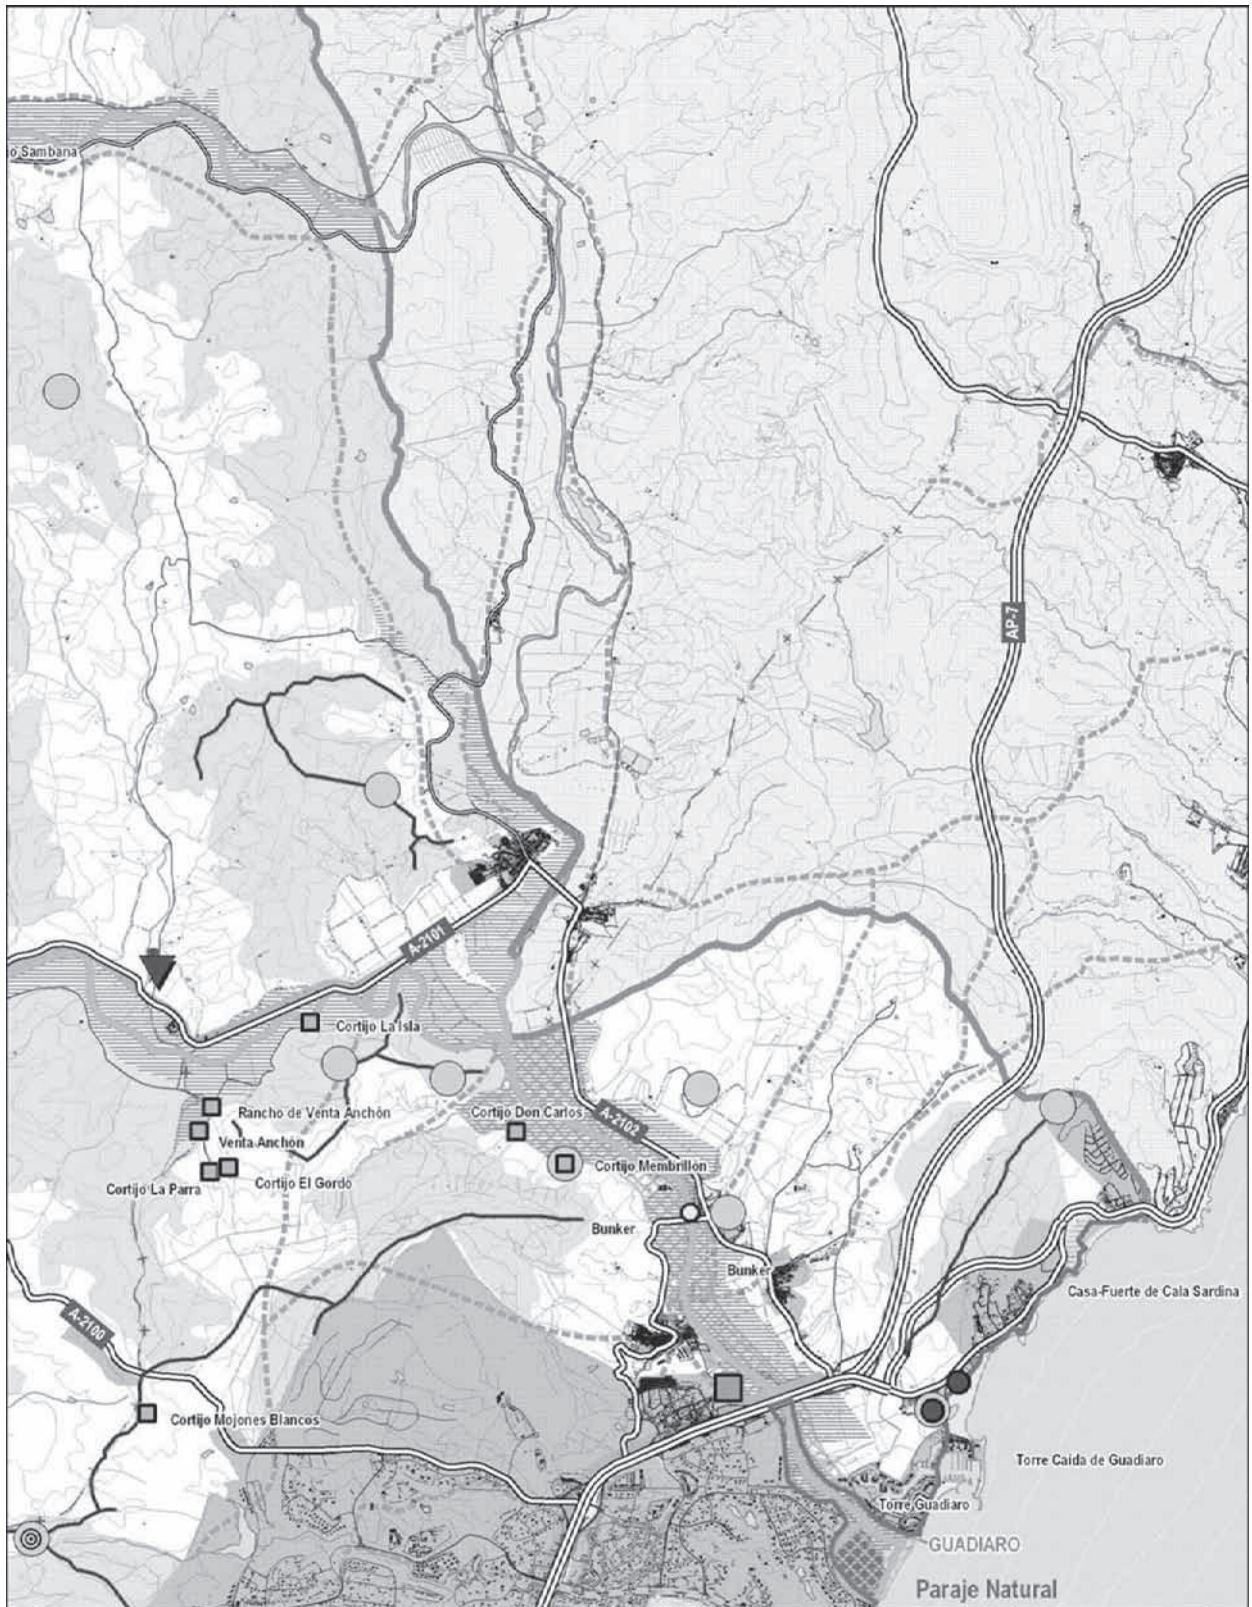 o Sambana
AP-7
A-2101
Cortijo La Isla
Rancho de Venta Anchón
Cortijo Don Carlos
A-2102
Venta Anchón
Cortijo Membrillón
Cortijo La Parra
Cortijo El Gordo
Bunker
Bunker
Casa-Fuerte de Cala Sardina
A-2100
Cortijo Mojones Blancos
Torre Caida de Guadiaro
Torre Guadiaro
GUADIARO
Paraje Natural